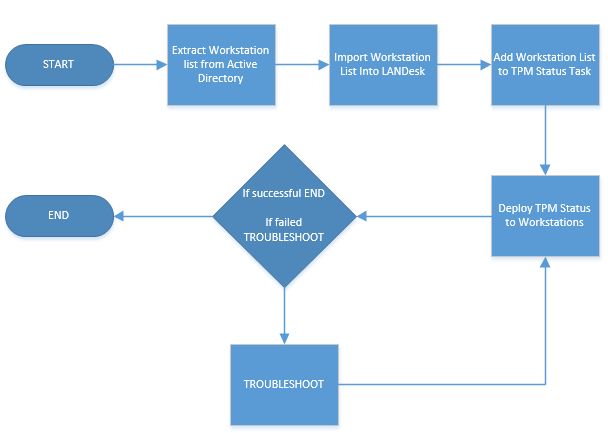 START
Extract Workstation
list from Active
Directory
Import Workstation
List Into LANDesk
Add Workstation List
to TPM Status Task
Deploy TPM Status
to Workstations
If successful END
If failed
TROUBLESHOOT
END
TROUBLESHOOT